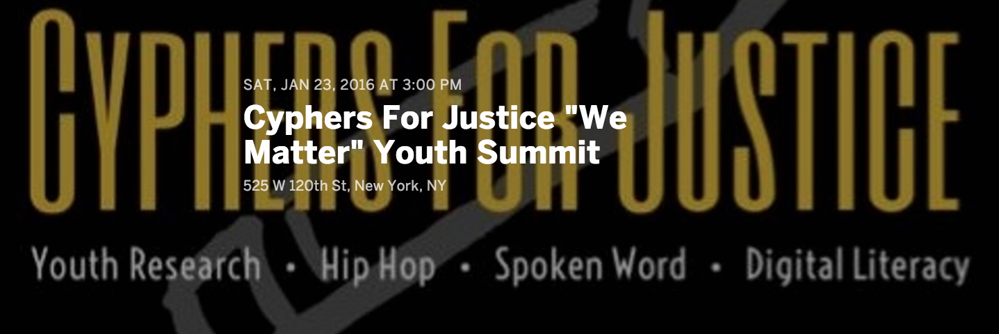 CYPHERS FOR JUSTICE
SAT, JAN 23, 2016 AT 3:00 PM
Cyphers For Justice "We
Matter" Youth Summit
525 W 120th St, New York, NY
Youth Research • Hip Hop • Spoken Word • Digital Literacy